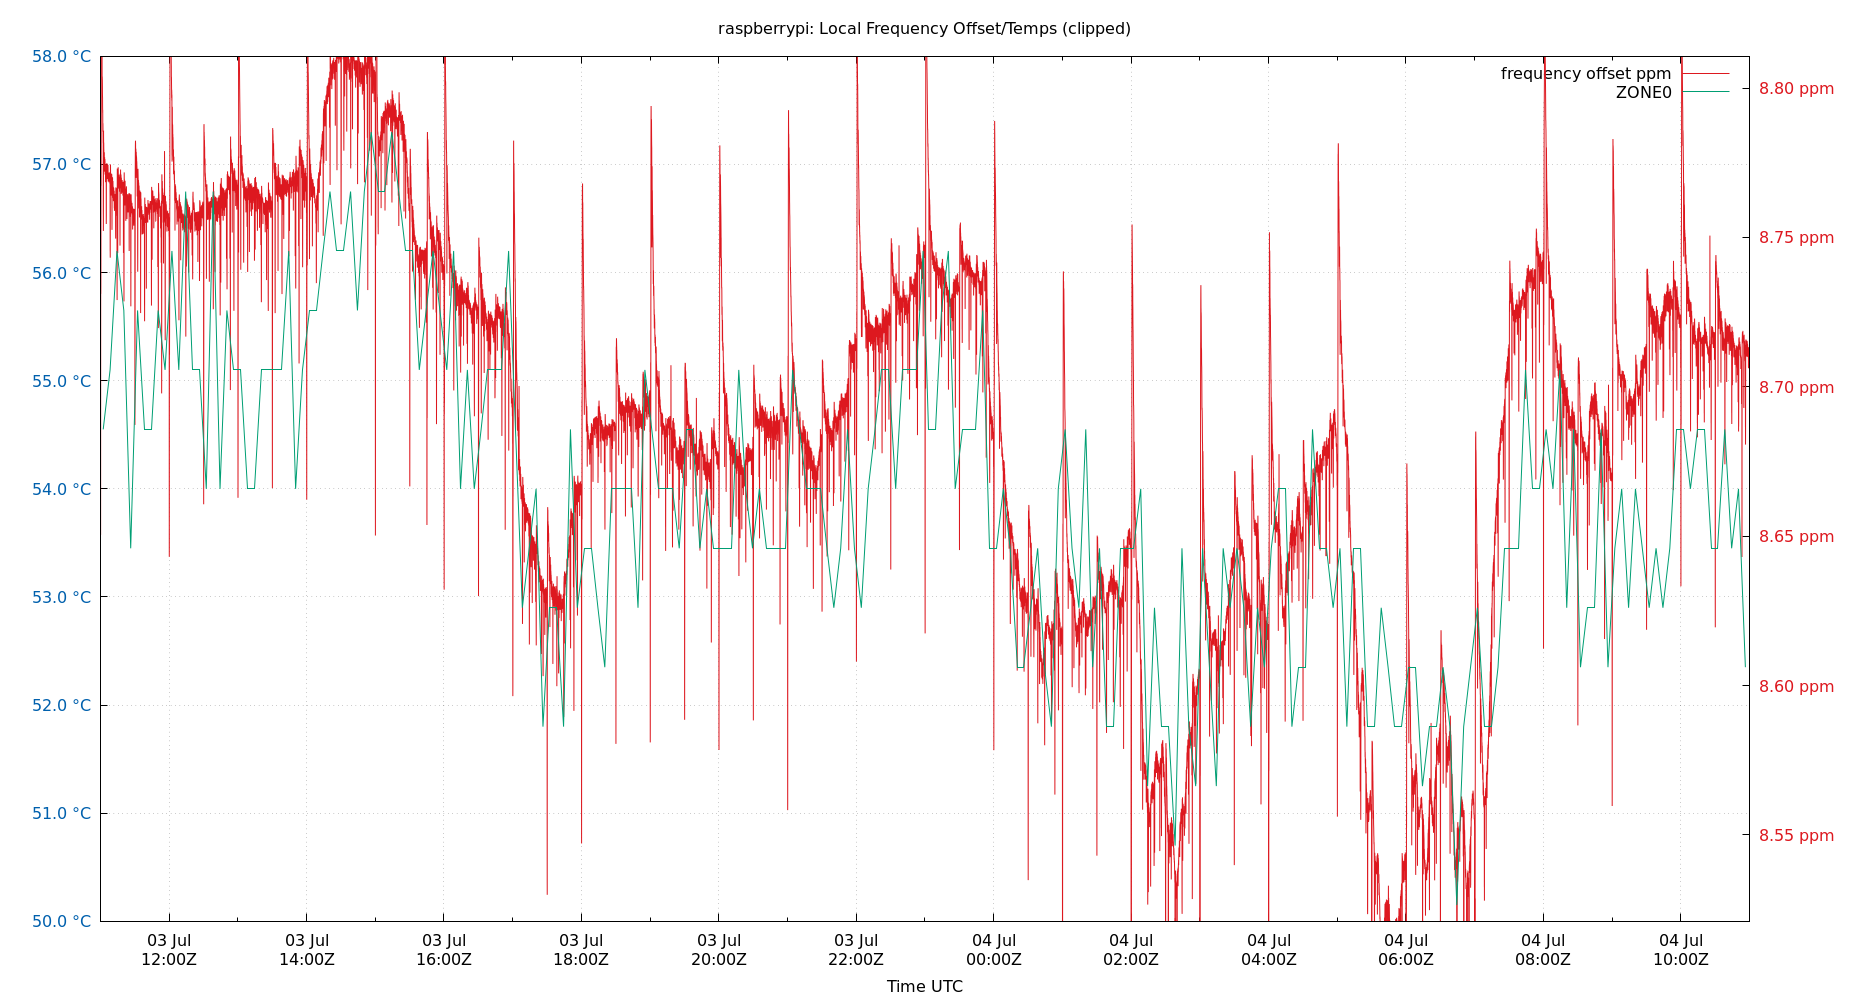 raspberrypi: Local Frequency Offset/Temps (clipped)
frequency offset ppm
ZONE0
58.0 °C
57.0 °C
56.0 °C
55.0 °C
54.0 °C
53.0 °C
52.0 °C
51.0 °C
50.0 °C
8.80 ppm
8.75 ppm
8.70 ppm
8.65 ppm
8.60 ppm
8.55 ppm
03 Jul 03 Jul 03 Jul 03 Jul 03 Jul 03 Jul 04 Jul 04 Jul 04 Jul 04 Jul 04 Jul 04 Jul
12:00Z 14:00Z 16:00Z 18:00Z 20:00Z 22:00Z 00:00Z 02:00Z 04:00Z 06:00Z 08:00Z 10:00Z
Time UTC